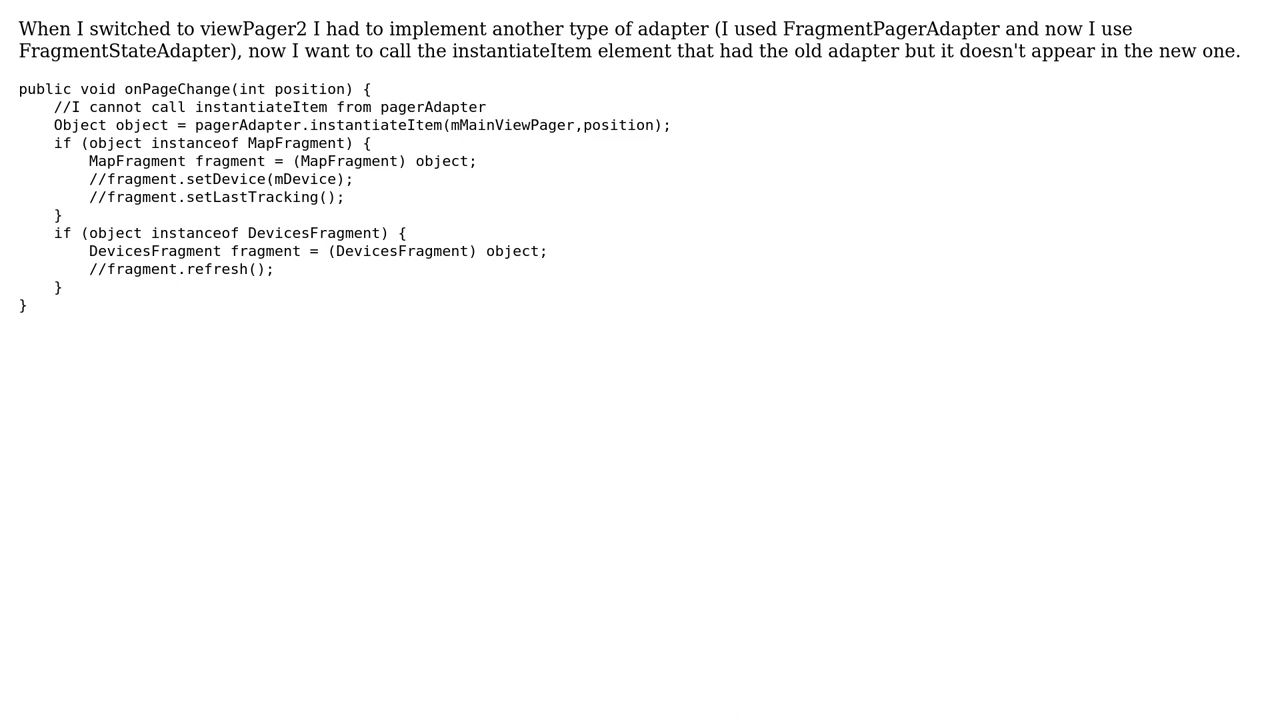 When I switched to viewPager2 I had to implement another type of adapter (I used FragmentPagerAdapter and now I use
FragmentStateAdapter), now I want to call the instantiateItem element that had the old adapter but it doesn't appear in the new one.
public void onPageChange(int position) {
    //I cannot call instantiateItem from pagerAdapter
    Object object = pagerAdapter.instantiateItem(mMainViewPager,position);
    if (object instanceof MapFragment) {
        MapFragment fragment = (MapFragment) object;
        //fragment.setDevice(mDevice);
        //fragment.setLastTracking();
    }
    if (object instanceof DevicesFragment) {
        DevicesFragment fragment = (DevicesFragment) object;
        //fragment.refresh();
    }
}